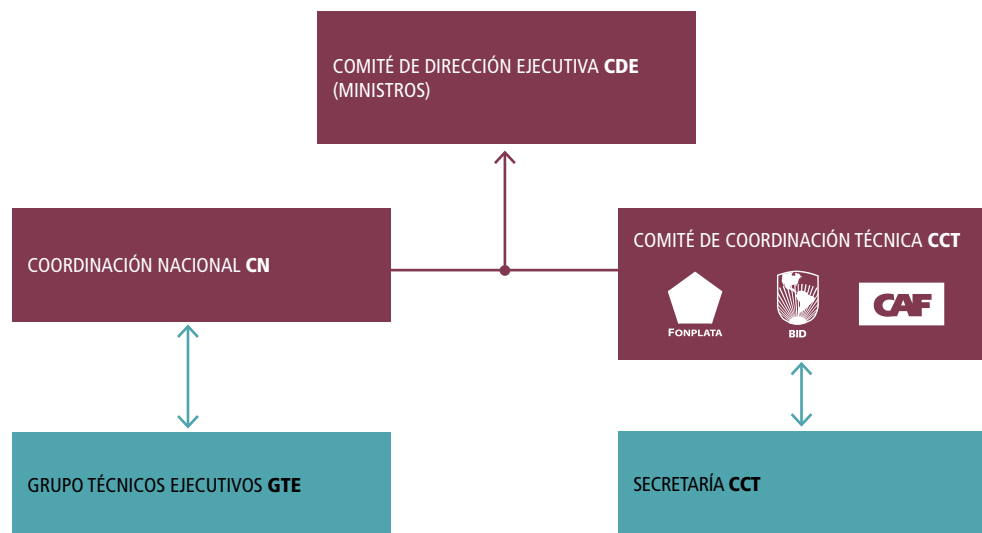 COMITÉ DE DIRECCIÓN EJECUTIVA CDE
(MINISTROS)
COORDINACIÓN NACIONAL CN
COMITÉ DE COORDINACIÓN TÉCNICA CCT
FONPLATA
BID
CAF
GRUPO TÉCNICOS EJECUTIVOS GTE
SECRETARÍA CCT